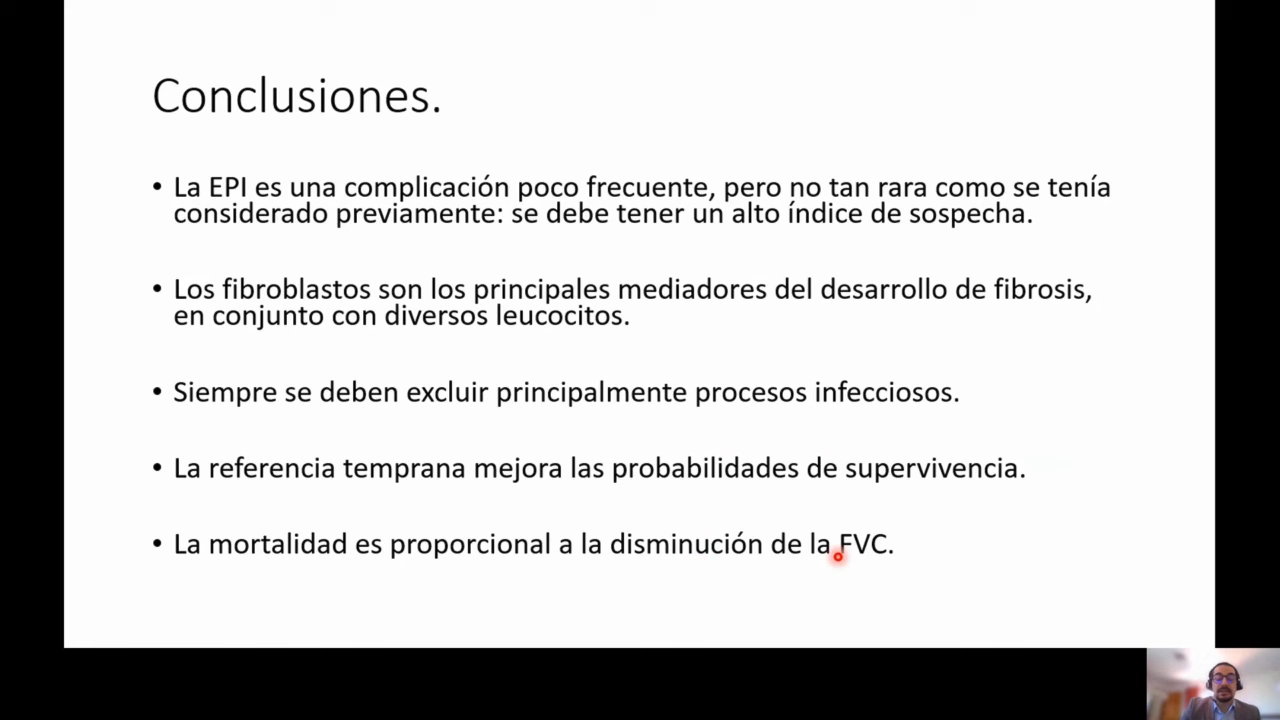 Conclusiones.
• La EPI es una complicación poco frecuente, pero no tan rara como se tenía
considerado previamente: se debe tener un alto índice de sospecha.
• Los fibroblastos son los principales mediadores del desarrollo de fibrosis,
en conjunto con diversos leucocitos.
• Siempre se deben excluir principalmente procesos infecciosos.
• La referencia temprana mejora las probabilidades de supervivencia.
• La mortalidad es proporcional a la disminución de la FVC.